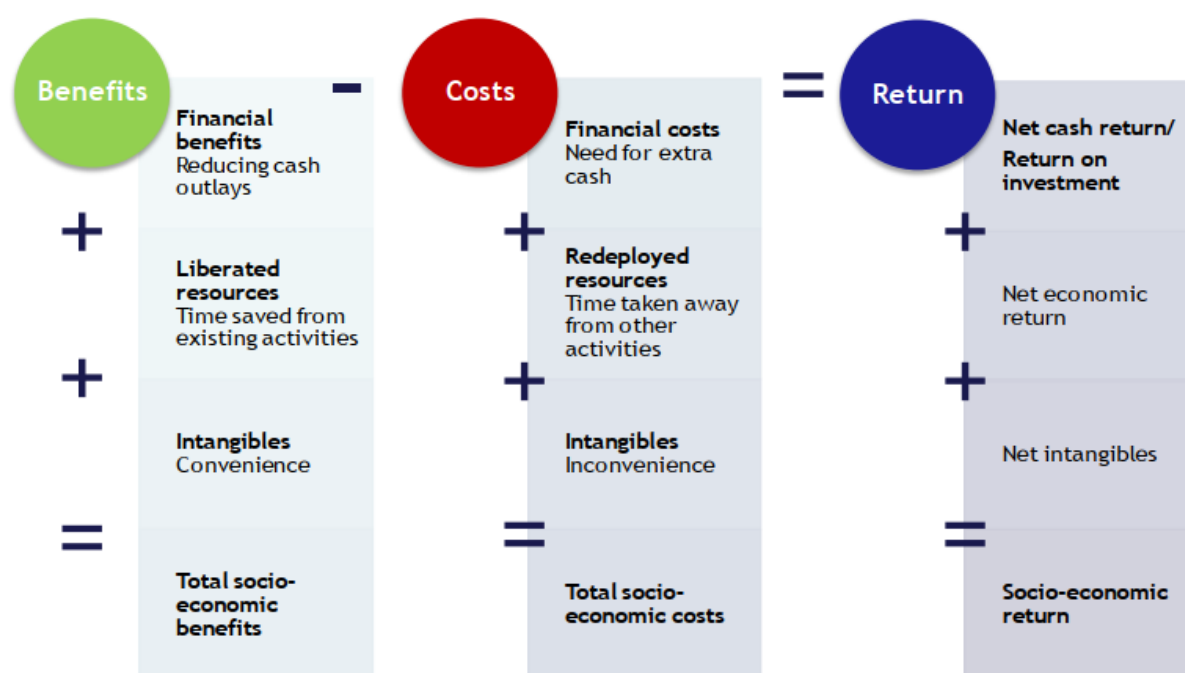 Benefits
-
Financial
benefits
Reducing cash
outlays
+
Liberated
resources
Time saved from
existing activities
+
Intangibles
Convenience
=
Total socio-
economic
benefits
Costs
=
Financial costs
Need for extra
cash
+
Redeployed
resources
Time taken away
from other
activities
+
Intangibles
Inconvenience
=
Total socio-
economic costs
Return
Net cash return/
Return on
investment
+
Net economic
return
+
Net intangibles
=
Socio-economic
return